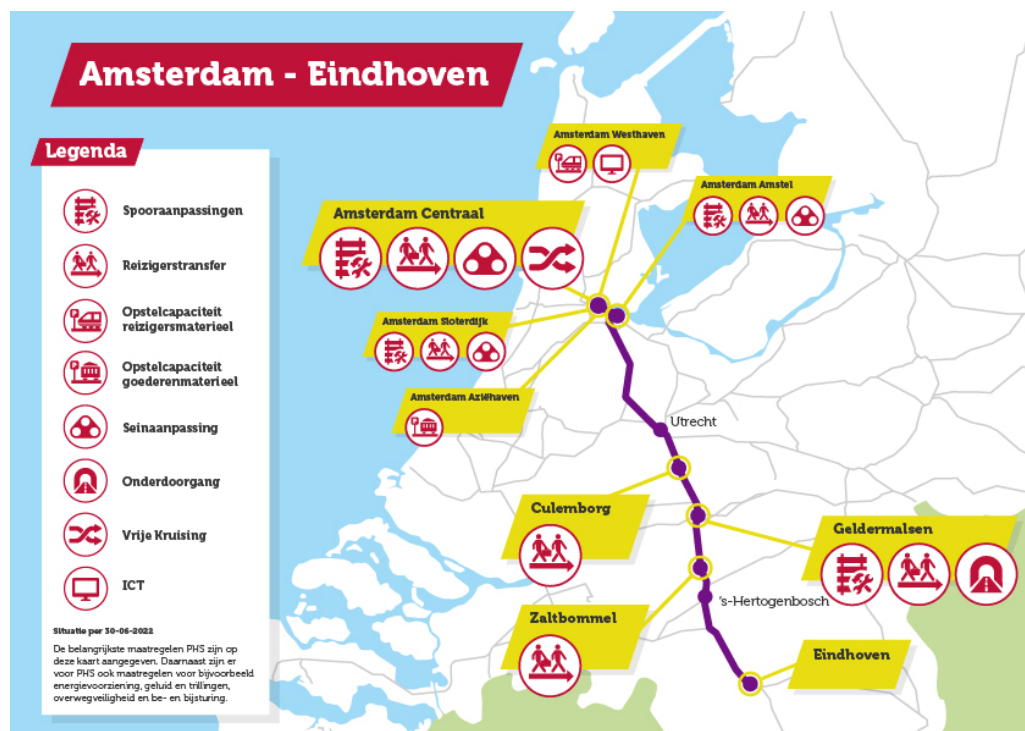 Amsterdam - Eindhoven
Legenda
Spooraanpassingen
Reizigerstransfer
Opstelcapaciteit
reizigersmaterieel
Opstelcapaciteit
goederenmaterieel
Seinaanpassing
Onderdoorgang
Vrije Kruising
ICT
Situatie per 30-06-2022
De belangrijkste maatregelen PHS zijn op
deze kaart aangegeven. Daarnaast zijn er
voor PHS ook maatregelen voor bijvoorbeeld
energievoorziening, geluid en trillingen,
overwegveiligheid en be- en bijsturing.
Amsterdam Westhaven
P
Amsterdam Amstel
Amsterdam Centraal
Amsterdam Sloterdijk
Amsterdam Aziëhaven
P
Utrecht
Culemborg
Geldermalsen
Zaltbommel
's-Hertogenbosch
Eindhoven